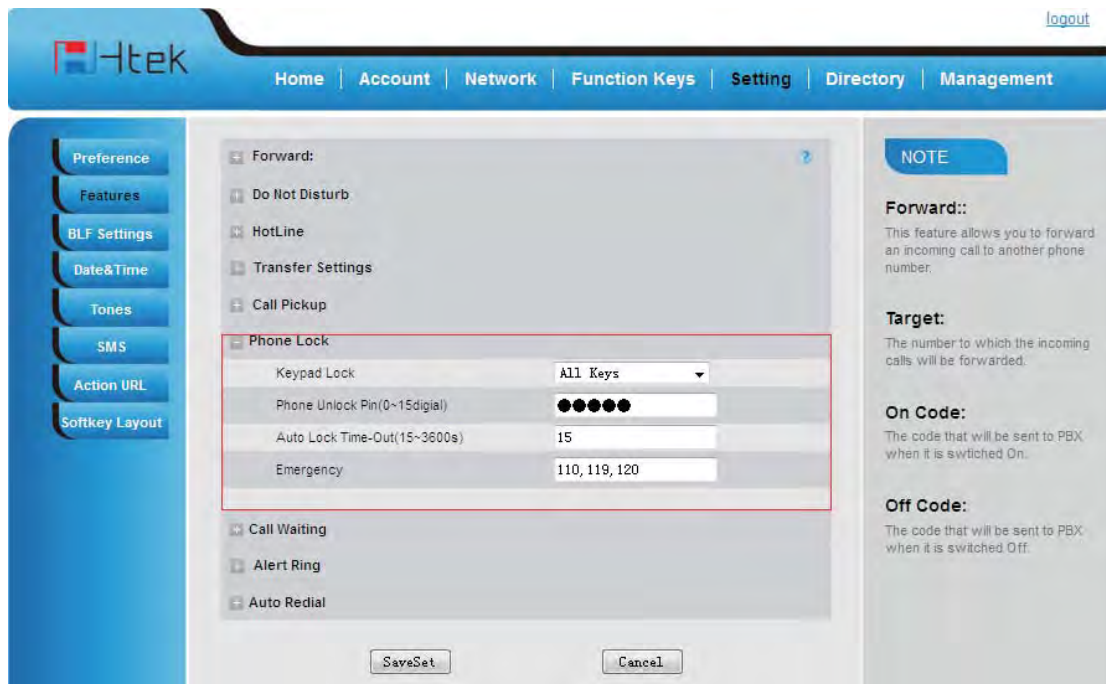 logout
Htek
Home Account Network Function Keys Setting Directory Management
Preference
Features
BLF Settings
Date&Time
Tones
SMS
Action URL
Softkey Layout
Forward:
?
Do Not Disturb
HotLine
Transfer Settings
Call Pickup
Phone Lock
Keypad Lock All Keys
Phone Unlock Pin(0~15digial) ●●●●●
Auto Lock Time-Out(15~3600s) 15
Emergency 110, 119, 120
Call Waiting
Alert Ring
Auto Redial
SaveSet Cancel
NOTE
Forward::
This feature allows you to forward
an incoming call to another phone
number.
Target:
The number to which the incoming
calls will be forwarded.
On Code:
The code that will be sent to PBX
when it is swtiched On.
Off Code:
The code that will be sent to PBX
when it is switched Off.